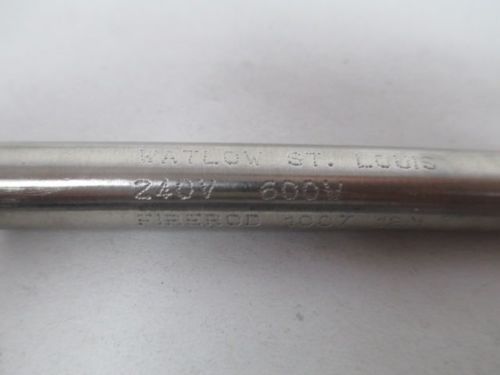 WATLOW ST. LOUIS
240V 600W
FIREROD